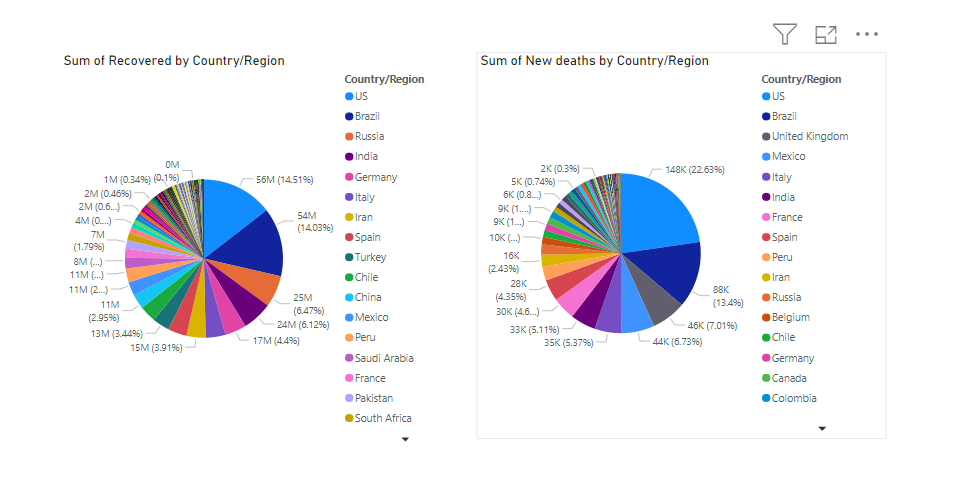 Sum of Recovered by Country/Region
Country/Region
US
Brazil
Russia
India
Germany
Italy
Iran
Spain
Turkey
Chile
China
Mexico
Peru
Saudi Arabia
France
Pakistan
South Africa
0M
(0.1%)
1M (0.34%)
2M (0.46%)
2M (0.6...)
4M (0....)
7M
(1.79%)
8M (...)
11M (...)
11M (2...)
11M
(2.95%)
13M (3.44%)
15M (3.91%)
17M (4.4%)
24M (6.12%)
25M
(6.47%)
54M
(14.03%)
56M (14.51%)
Sum of New deaths by Country/Region
Country/Region
US
Brazil
United Kingdom
Mexico
Italy
India
France
Spain
Peru
Iran
Russia
Belgium
Chile
Germany
Canada
Colombia
2K (0.3%)
5K (0.74%)
6K (0.8...)
9K (1....)
9K (1...)
10K (...)
16K
(2.43%)
28K
(4.35%)
30K (4.6...)
33K (5.11%)
35K (5.37%)
44K (6.73%)
46K (7.01%)
88K
(13.4%)
148K (22.63%)